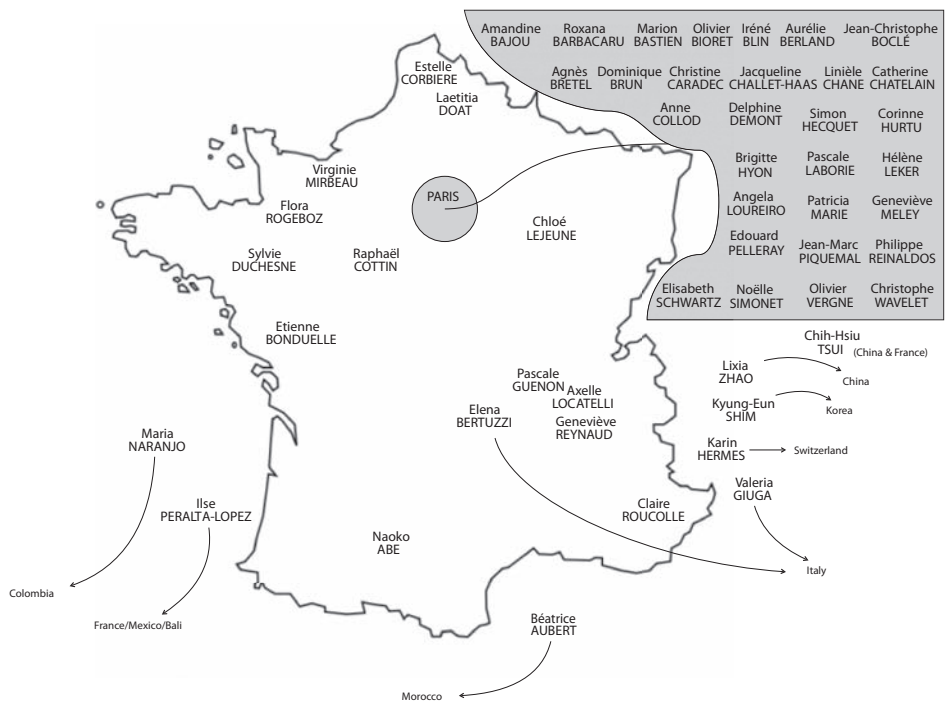 Amandine
BAJOU
Roxana
BARBACARU
Marion
BASTIEN
Olivier
BIORET
Iréné
BLIN
Aurélie
BERLAND
Jean-Christophe
BOCLÉ
Agnès
BRETEL
Dominique
BRUN
Christine
CARADEC
Jacqueline
CHALLET-HAAS
Linièle
CHANE
Catherine
CHATELAIN
Anne
COLLOD
Delphine
DEMONT
Simon
HECQUET
Corinne
HURTU
Brigitte
HYON
Pascale
LABORIE
Hélène
LEKER
Angela
LOUREIRO
Patricia
MARIE
Geneviève
MELEY
Edouard
PELLERAY
Jean-Marc
PIQUEMAL
Philippe
REINALDOS
Elisabeth
SCHWARTZ
Noëlle
SIMONET
Olivier
VERGNE
Christophe
WAVELET
Estelle
CORBIERE
Laetitia
DOAT
Virginie
MIRBEAU
PARIS
Flora
ROGEBOZ
Chloé
LEJEUNE
Sylvie
DUCHESNE
Raphaël
COTTIN
Etienne
BONDUELLE
Chih-Hsiu
TSUI (China & France)
Lixia
ZHAO
China
Kyung-Eun
SHIM
Korea
Pascale
GUENON
Axelle
LOCATELLI
Elena
BERTUZZI
Geneviève
REYNAUD
Karin
HERMES
Switzerland
Maria
NARANJO
Valeria
GIUGA
Ilse
PERALTA-LOPEZ
Claire
ROUCOLLE
Naoko
ABE
Italy
Colombia
France/Mexico/Bali
Béatrice
AUBERT
Morocco